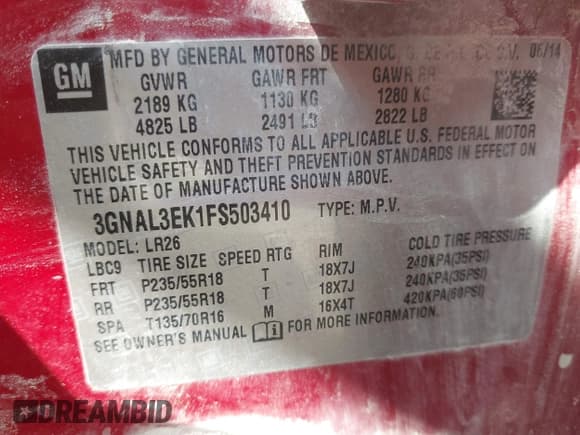 GM
MFD BY GENERAL MOTORS DE MEXICO, 08/14
GVWR GAWR FRT GAWR RR
2189 KG 1130 KG 1280 KG
4825 LB 2491 LB 2822 LB
THIS VEHICLE CONFORMS TO ALL APPLICABLE U.S. FEDERAL MOTOR
VEHICLE SAFETY AND THEFT PREVENTION STANDARDS IN EFFECT ON
THE DATE OF MANUFACTURE SHOWN ABOVE.
3GNAL3EK1FS503410 TYPE: M.P.V.
MODEL: LR26
LBC9 TIRE SIZE SPEED RTG RIM COLD TIRE PRESSURE
FRT P235/55R18 T 18X7J 240KPA(35PSI)
RR P235/55R18 T 18X7J 240KPA(35PSI)
SPA T135/70R16 M 16X4T 420KPA(60PSI)
SEE OWNER'S MANUAL i FOR MORE INFORMATION.
DREAMBID